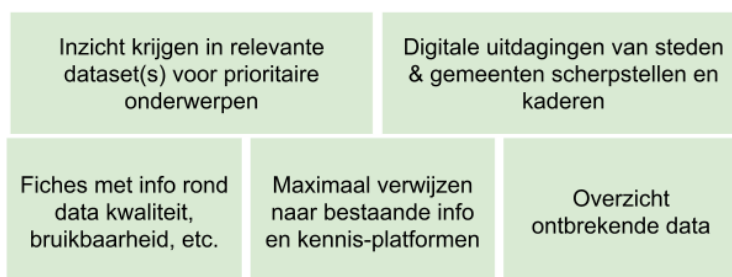 Inzicht krijgen in relevante
dataset(s) voor prioritaire
onderwerpen
Digitale uitdagingen van steden
& gemeenten scherpstellen en
kaderen
Fiches met info rond
data kwaliteit,
bruikbaarheid, etc.
Maximaal verwijzen
naar bestaande info
en kennis-platformen
Overzicht
ontbrekende data